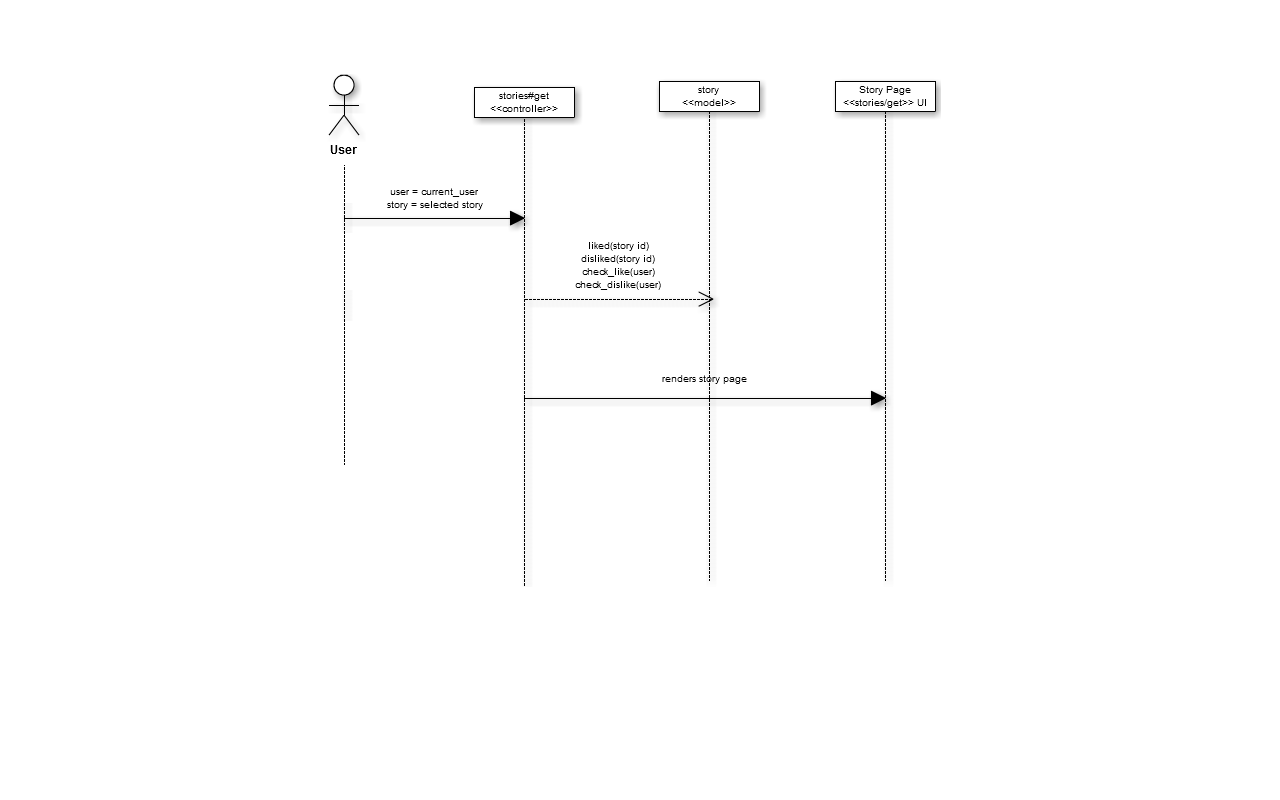 User
stories#get
<<controller>>
story
<<model>>
Story Page
<<stories/get>> UI
user = current_user
story = selected story
liked(story id)
disliked(story id)
check_like(user)
check_dislike(user)
renders story page